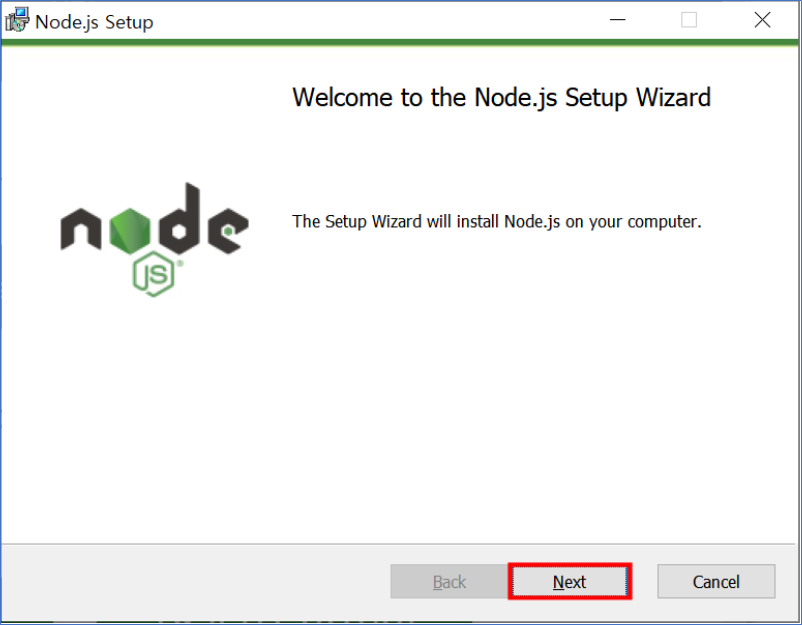 Node.js Setup
Welcome to the Node.js Setup Wizard
node
JS®
The Setup Wizard will install Node.js on your computer.
Back
Next
Cancel